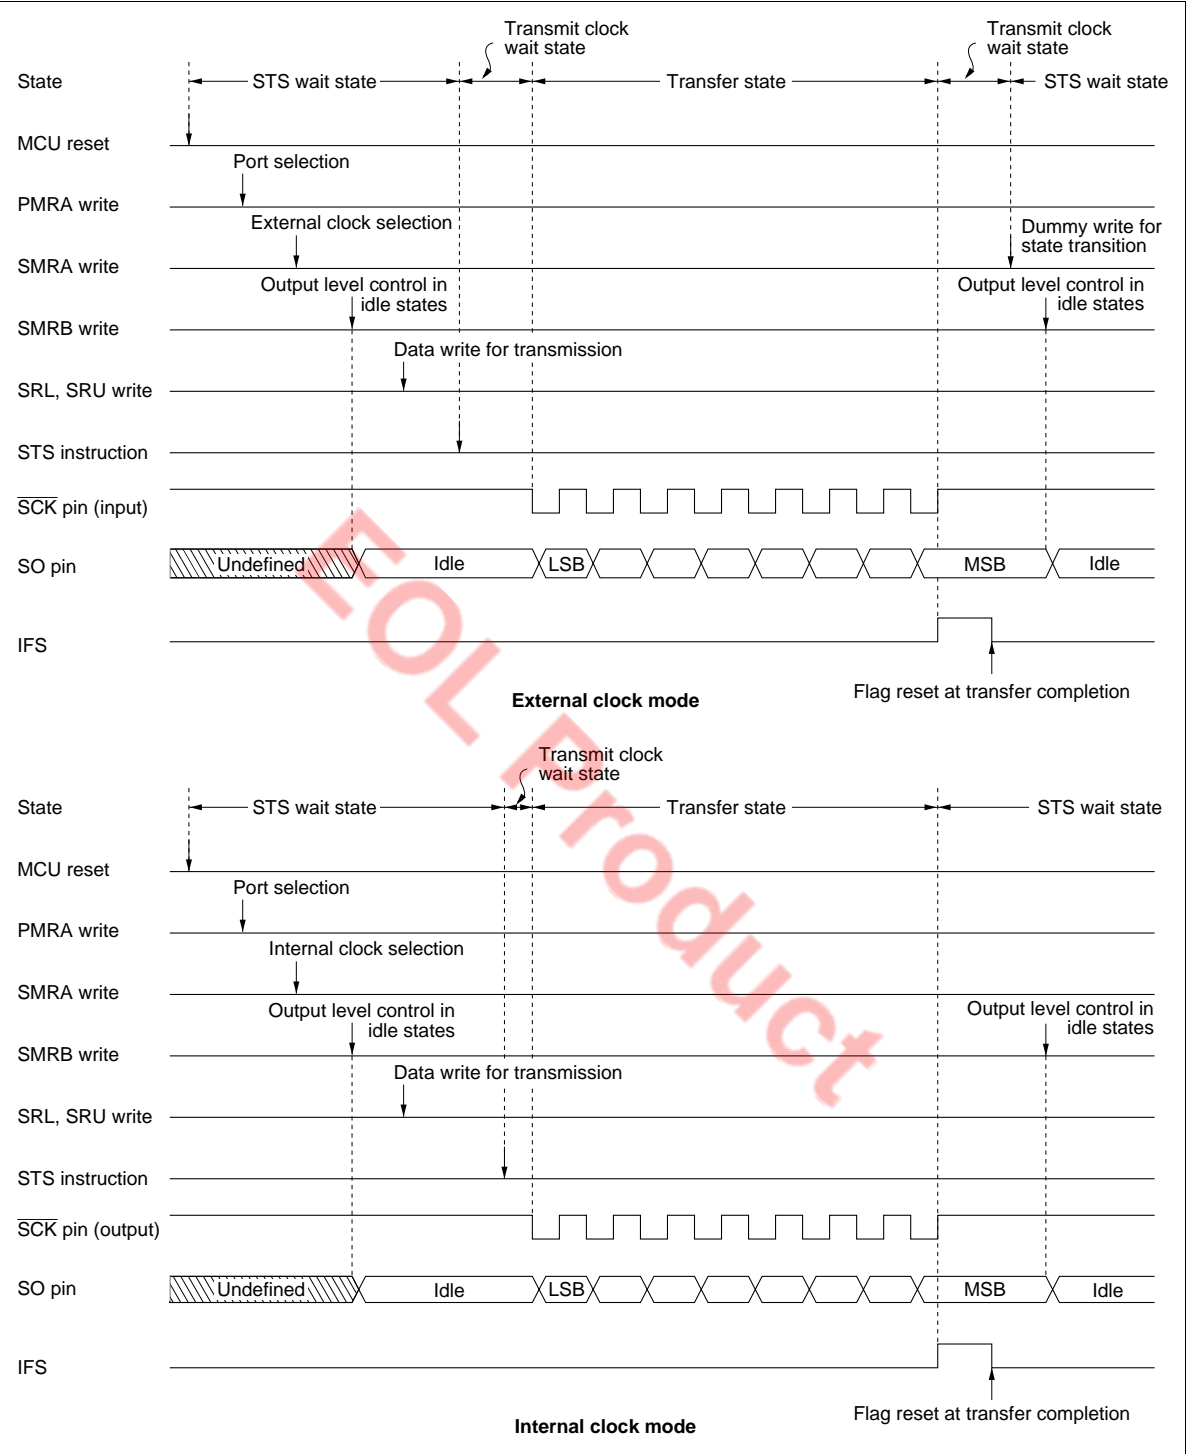 Transmit clock
wait state
Transmit clock
wait state
State
STS wait state
Transfer state
STS wait state
MCU reset
Port selection
PMRA write
External clock selection
Dummy write for
state transition
SMRA write
Output level control in
idle states
Output level control in
idle states
SMRB write
Data write for transmission
SRL, SRU write
STS instruction
SCK pin (input)
SO pin
Undefined
Idle
LSB
MSB
Idle
IFS
Flag reset at transfer completion
External clock mode
Transmit clock
wait state
State
STS wait state
Transfer state
STS wait state
MCU reset
Port selection
PMRA write
Internal clock selection
SMRA write
Output level control in
idle states
Output level control in
idle states
SMRB write
Data write for transmission
SRL, SRU write
STS instruction
SCK pin (output)
SO pin
Undefined
Idle
LSB
MSB
Idle
IFS
Flag reset at transfer completion
Internal clock mode
EOL Product